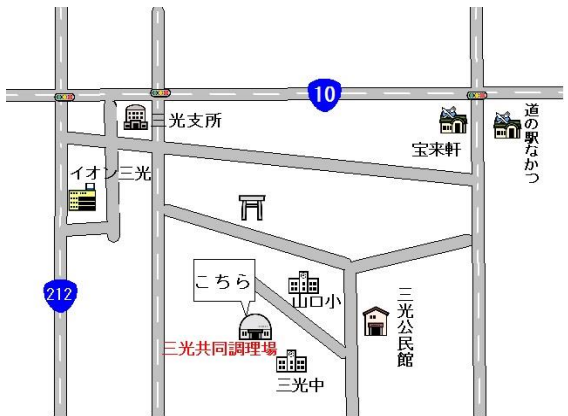 10
三光支所
宝来軒
道の駅なかつ
イオン三光
こちら
212
山口小
三光公民館
三光共同調理場
三光中